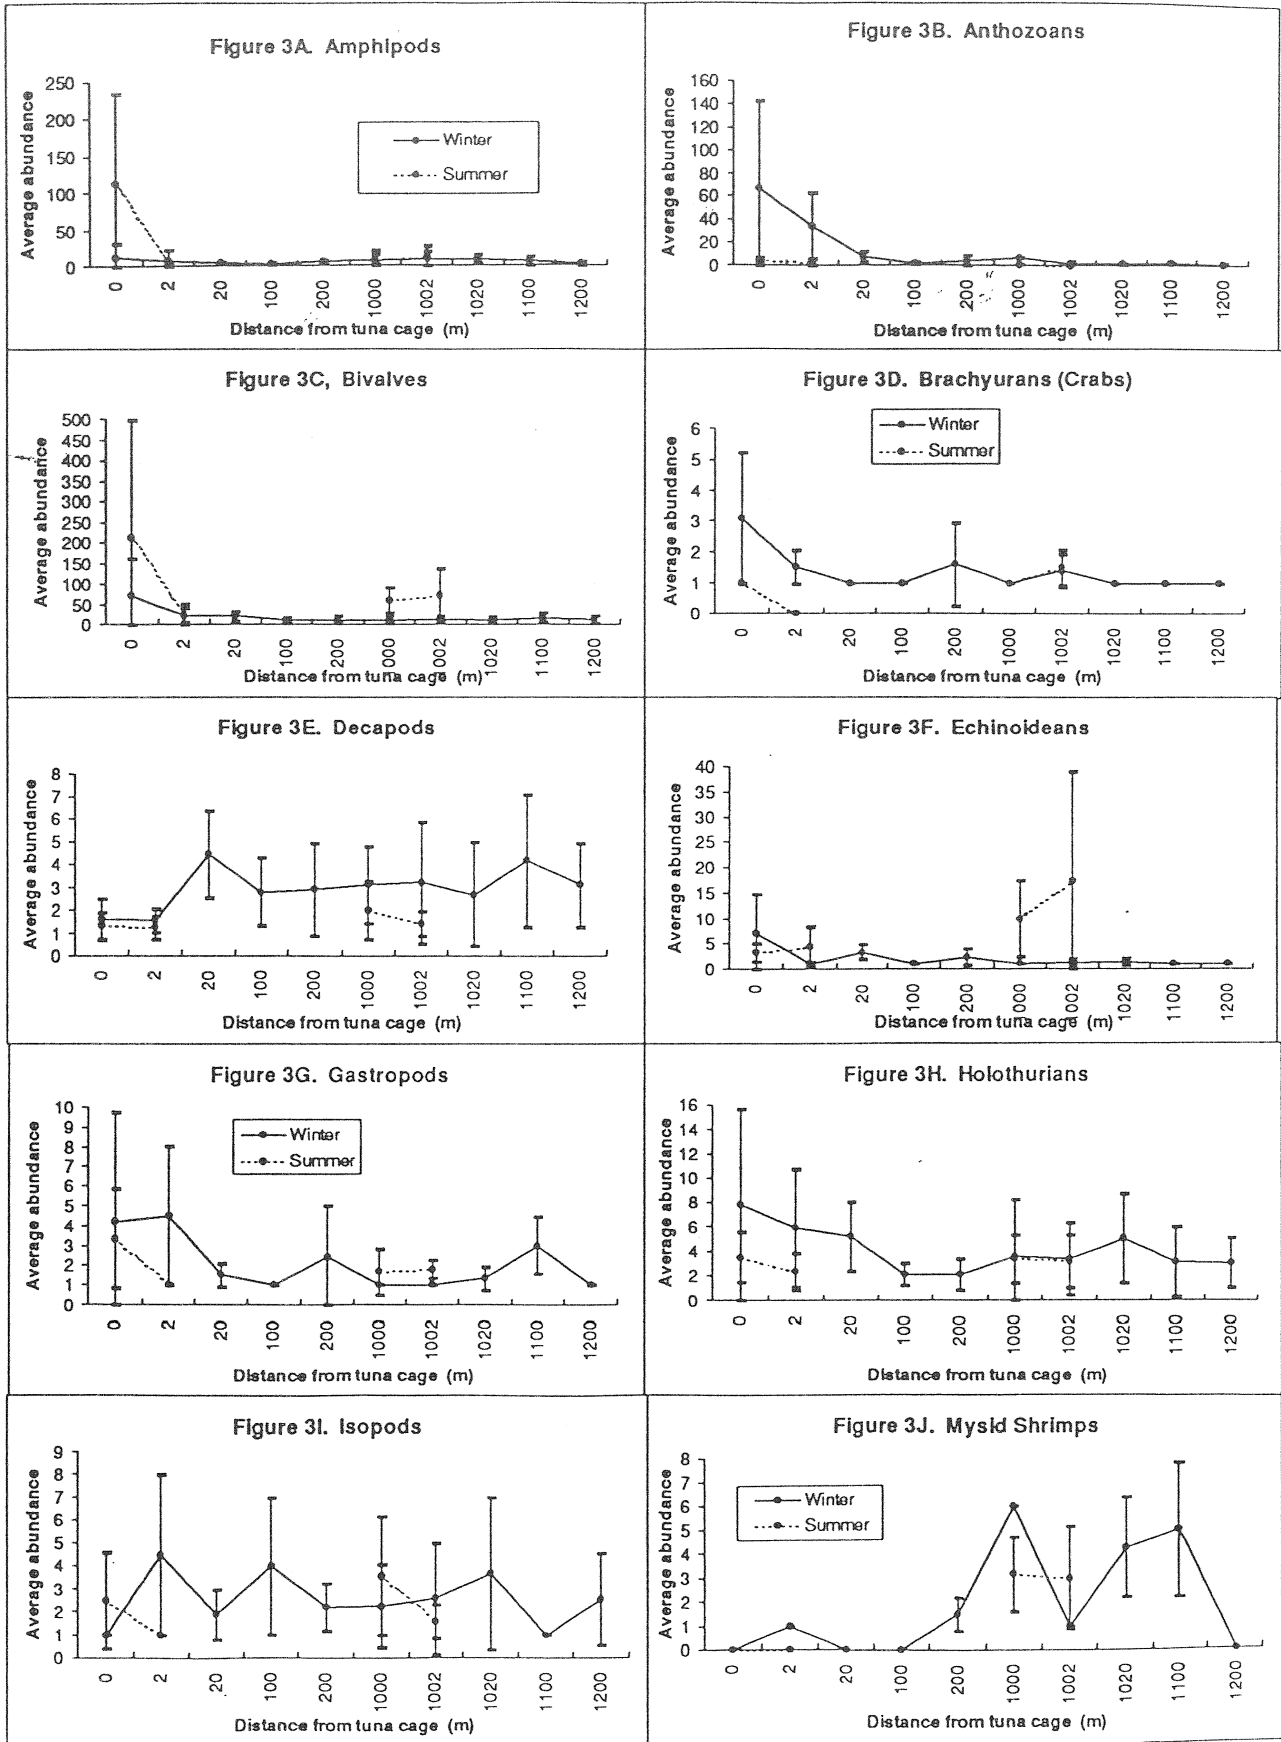 Figure 3A. Amphipods
Average abundance
250
200
150
100
50
0
Winter
Summer
0 2 20 100 200 1000 1002 1020 1100 1200
Distance from tuna cage (m)
Figure 3B. Anthozoans
Average abundance
160
140
120
100
80
60
40
20
0
0 2 20 100 200 1000 1002 1020 1100 1200
Distance from tuna cage (m)
Figure 3C, Bivalves
Average abundance
500
450
400
350
300
250
200
150
100
50
0
0 2 20 100 200 000 002 1020 1100 1200
Distance from tuna cage (m)
Figure 3D. Brachyurans (Crabs)
Average abundance
6
5
4
3
2
1
0
Winter
Summer
0 2 20 100 200 1000 1002 1020 1100 1200
Distance from tuna cage (m)
Figure 3E. Decapods
Average abundance
8
7
6
5
4
3
2
1
0
0 2 20 100 200 1000 1002 1020 1100 1200
Distance from tuna cage (m)
Figure 3F. Echinoideans
Average abundance
40
35
30
25
20
15
10
5
0
0 2 20 100 200 1000 1002 1020 1100 1200
Distance from tuna cage (m)
Figure 3G. Gastropods
Average abundance
10
9
8
7
6
5
4
3
2
1
0
Winter
Summer
0 2 20 100 200 1000 1002 1020 1100 1200
Distance from tuna cage (m)
Figure 3H. Holothurians
Average abundance
16
14
12
10
8
6
4
2
0
0 2 20 100 200 1000 1002 1020 1100 1200
Distance from tuna cage (m)
Figure 3I. Isopods
Average abundance
9
8
7
6
5
4
3
2
1
0
0 2 20 100 200 1000 1002 1020 1100 1200
Distance from tuna cage (m)
Figure 3J. Mysid Shrimps
Average abundance
8
7
6
5
4
3
2
1
0
Winter
Summer
0 2 20 100 200 1000 1002 1020 1100 1200
Distance from tuna cage (m)